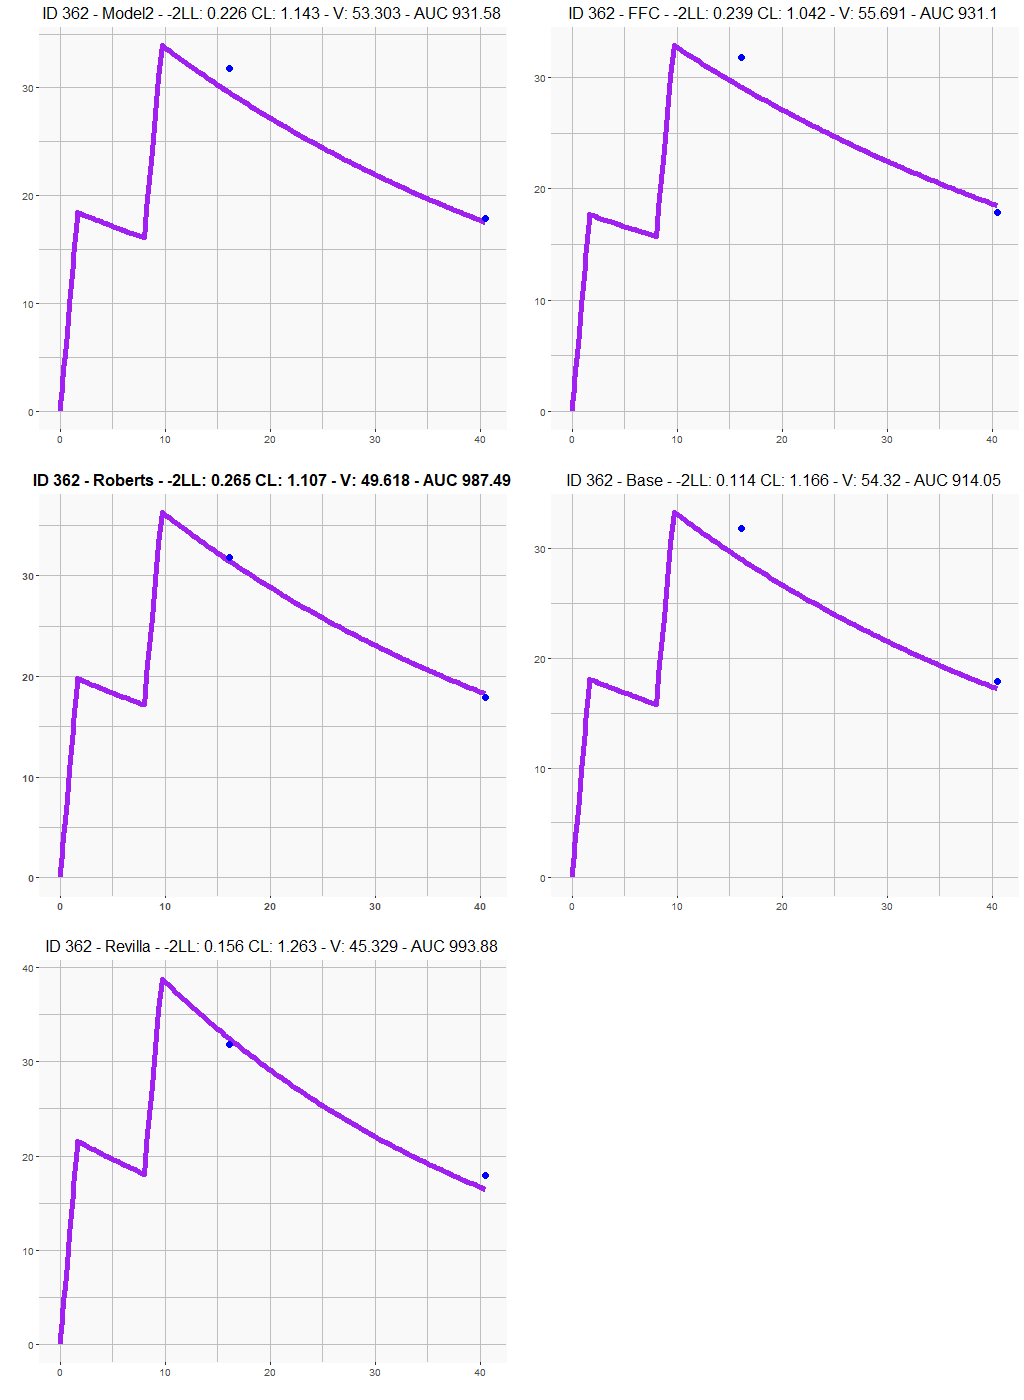 ID 362 - Model2 - -2LL: 0.226 CL: 1.143 - V: 53.303 - AUC 931.58
30
20
10
0
0 10 20 30 40
ID 362 - FFC - -2LL: 0.239 CL: 1.042 - V: 55.691 - AUC 931.1
30
20
10
0
0 10 20 30 40
ID 362 - Roberts - -2LL: 0.265 CL: 1.107 - V: 49.618 - AUC 987.49
30
20
10
0
0 10 20 30 40
ID 362 - Base - -2LL: 0.114 CL: 1.166 - V: 54.32 - AUC 914.05
30
20
10
0
0 10 20 30 40
ID 362 - Revilla - -2LL: 0.156 CL: 1.263 - V: 45.329 - AUC 993.88
40
30
20
10
0
0 10 20 30 40